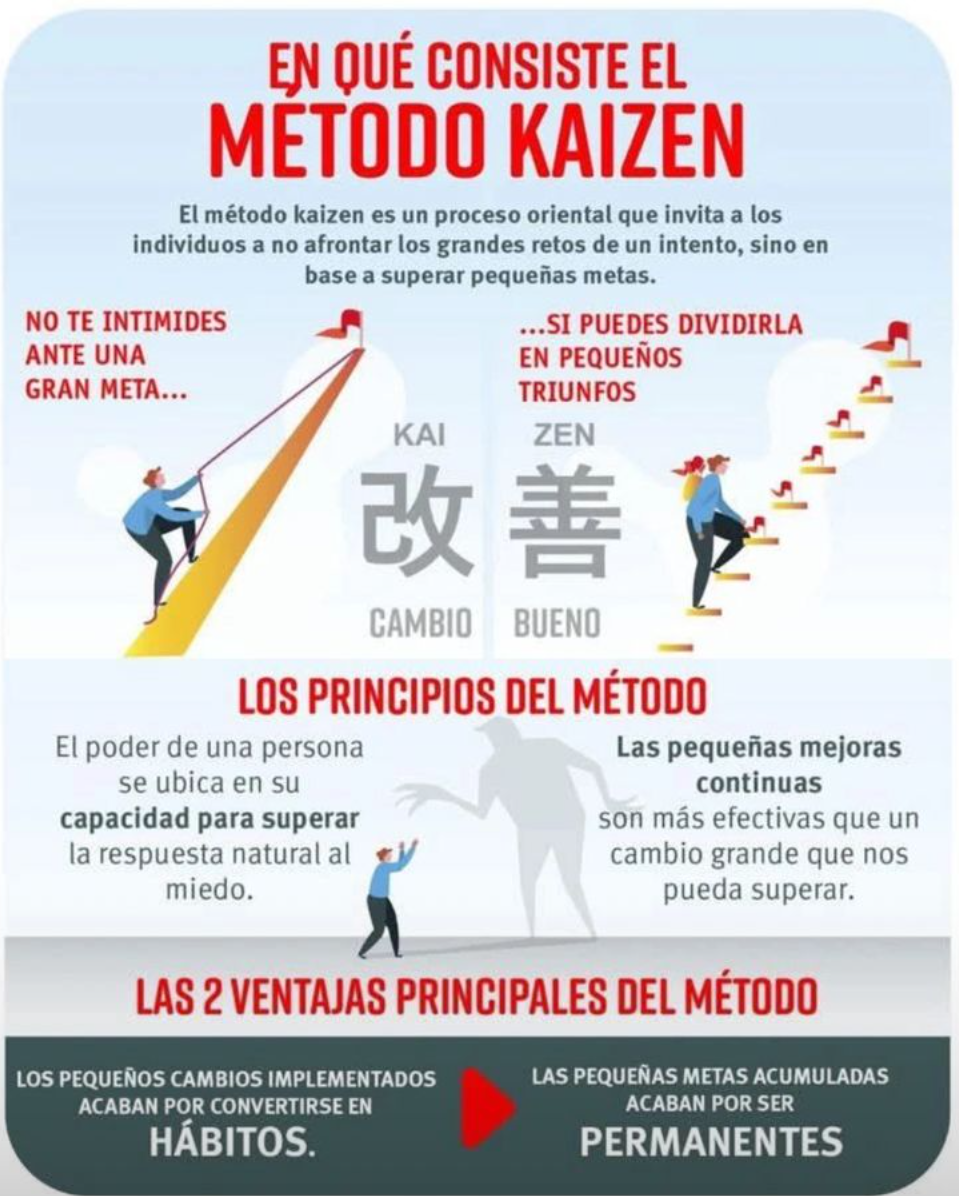 EN QUÉ CONSISTE EL
MÉTODO KAIZEN
El método kaizen es un proceso oriental que invita a los
individuos a no afrontar los grandes retos de un intento, sino en
base a superar pequeñas metas.
NO TE INTIMIDES
ANTE UNA
GRAN META...
...SI PUEDES DIVIDIRLA
EN PEQUEÑOS
TRIUNFOS
KAI ZEN
改善
CAMBIO BUENO
LOS PRINCIPIOS DEL MÉTODO
El poder de una persona
se ubica en su
capacidad para superar
la respuesta natural al
miedo.
Las pequeñas mejoras
continuas
son más efectivas que un
cambio grande que nos
pueda superar.
LAS 2 VENTAJAS PRINCIPALES DEL MÉTODO
LOS PEQUEÑOS CAMBIOS IMPLEMENTADOS
ACABAN POR CONVERTIRSE EN
HÁBITOS.
LAS PEQUEÑAS METAS ACUMULADAS
ACABAN POR SER
PERMANENTES